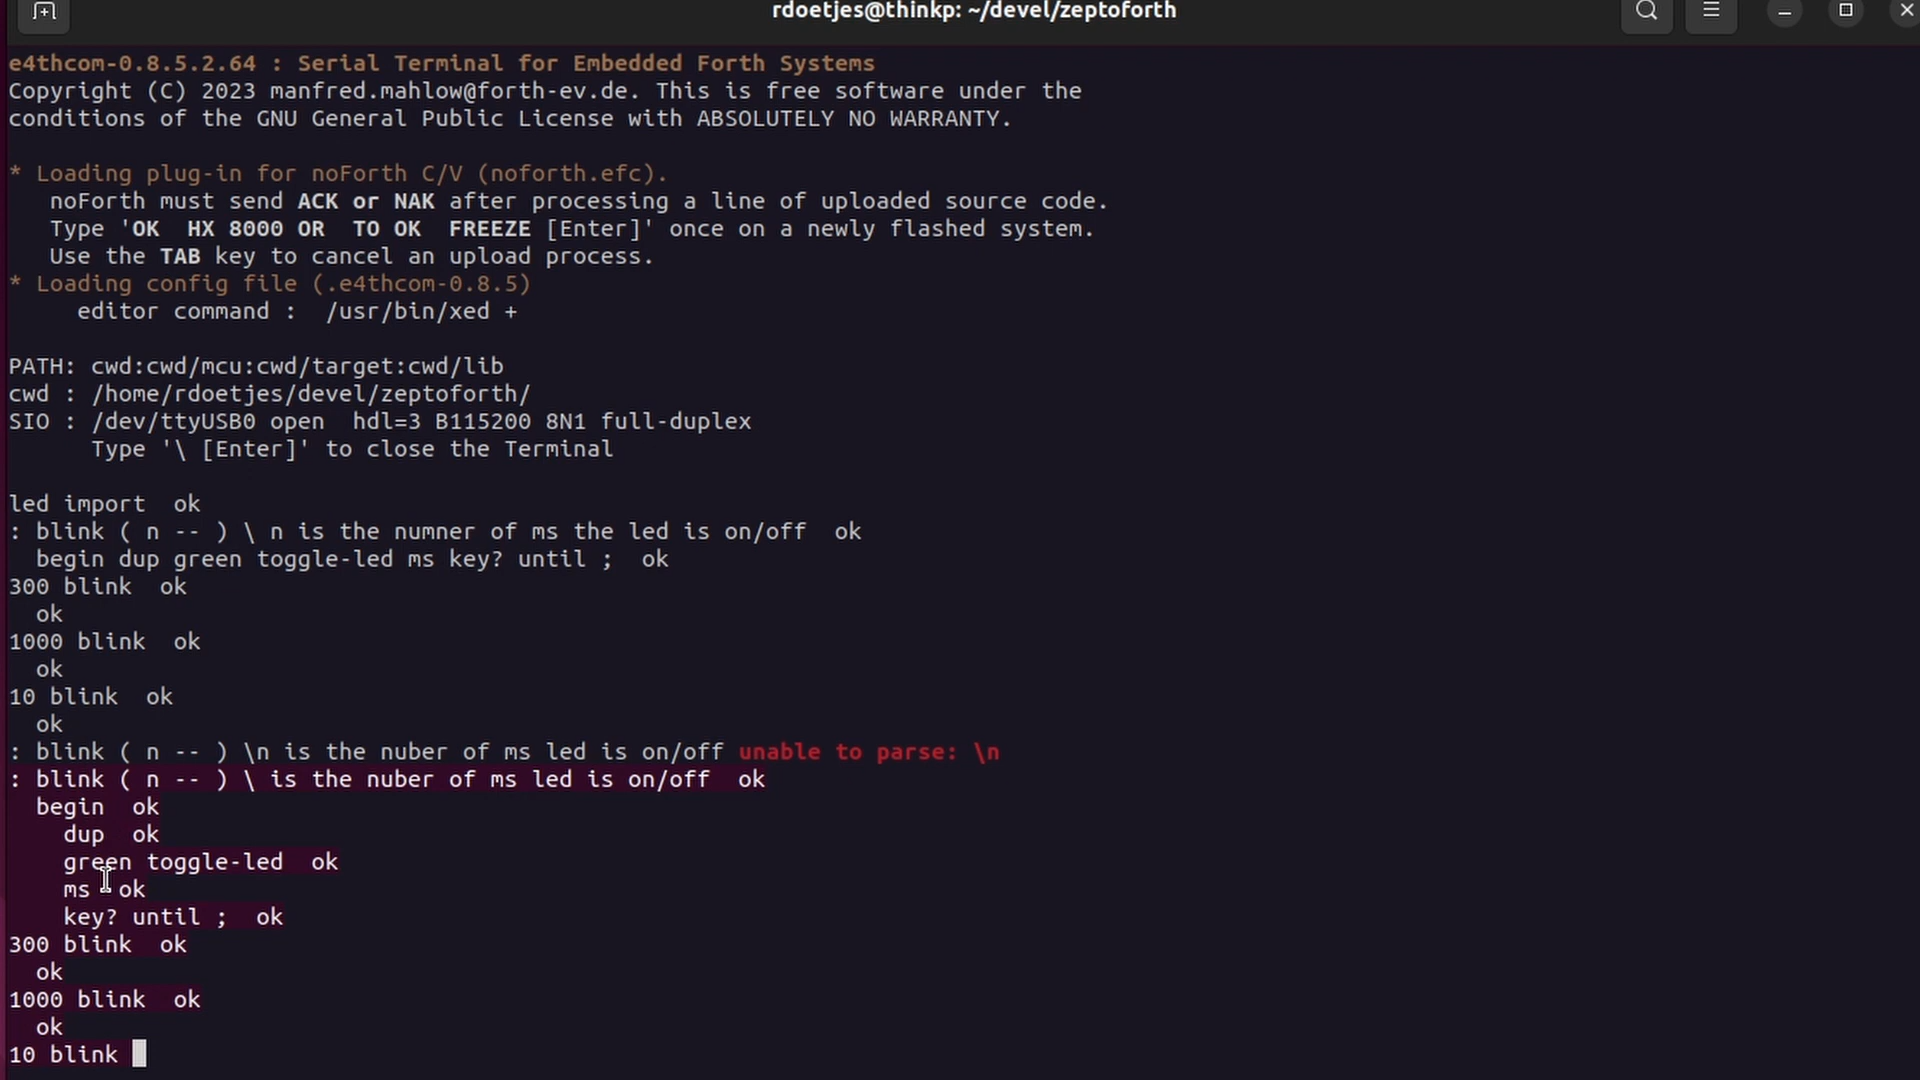 rdoetjes@thinkp: ~/devel/zeptoforth
e4thcom-0.8.5.2.64 : Serial Terminal for Embedded Forth Systems
Copyright (C) 2023 manfred.mahlow@forth-ev.de. This is free software under the
conditions of the GNU General Public License with ABSOLUTELY NO WARRANTY.
* Loading plug-in for noForth C/V (noforth.efc).
noForth must send ACK or NAK after processing a line of uploaded source code.
Type 'OK  HX 8000 OR  TO OK  FREEZE [Enter]' once on a newly flashed system.
Use the TAB key to cancel an upload process.
* Loading config file (.e4thcom-0.8.5)
editor command :  /usr/bin/xed +
PATH: cwd:cwd/mcu:cwd/target:cwd/lib
cwd : /home/rdoetjes/devel/zeptoforth/
SIO : /dev/ttyUSB0 open  hdl=3 B115200 8N1 full-duplex
Type '\ [Enter]' to close the Terminal
led import  ok
: blink ( n -- ) \ n is the numner of ms the led is on/off  ok
begin dup green toggle-led ms key? until ;  ok
300 blink  ok
ok
1000 blink  ok
ok
10 blink  ok
ok
: blink ( n -- ) \n is the nuber of ms led is on/off unable to parse: \n
: blink ( n -- ) \ is the nuber of ms led is on/off  ok
begin  ok
dup  ok
green toggle-led  ok
ms  ok
key? until ;  ok
300 blink  ok
ok
1000 blink  ok
ok
10 blink